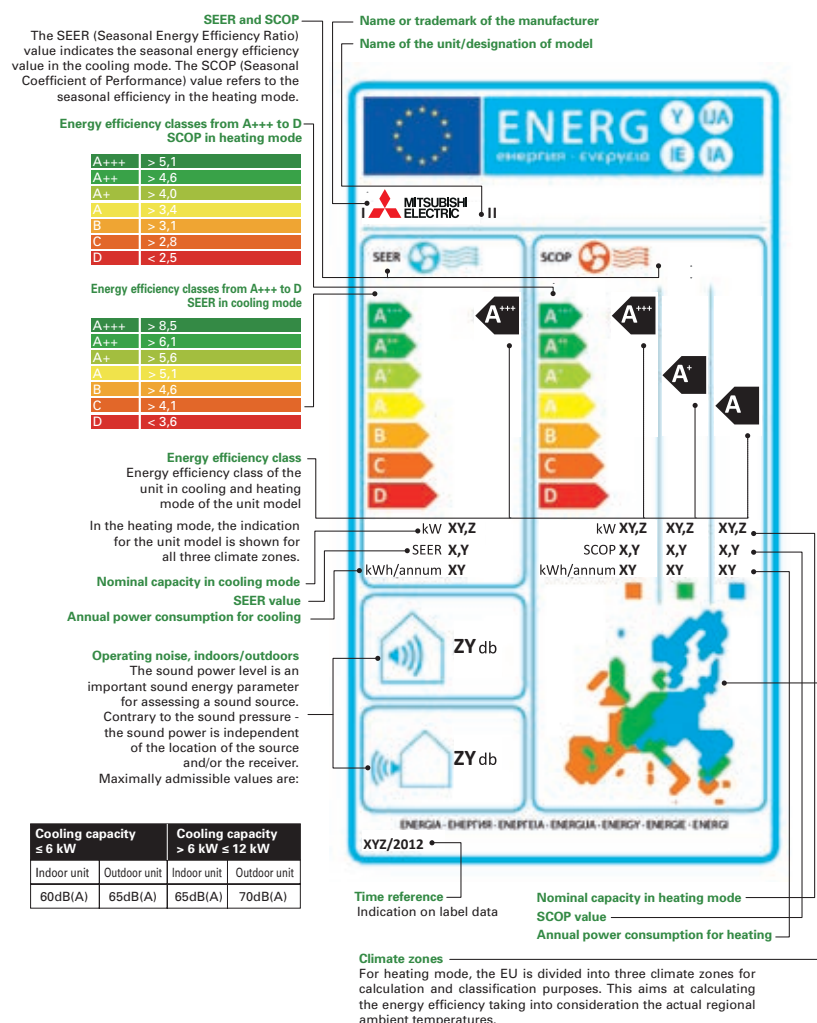 SEER and SCOP
The SEER (Seasonal Energy Efficiency Ratio)
value indicates the seasonal energy efficiency
value in the cooling mode. The SCOP (Seasonal
Coefficient of Performance) value refers to the
seasonal efficiency in the heating mode.
Name or trademark of the manufacturer
Name of the unit/designation of model
Energy efficiency classes from A+++ to D
SCOP in heating mode
A+++ > 5,1
A++ > 4,6
A+ > 4,0
A > 3,4
B > 3,1
C > 2,8
D < 2,5
Energy efficiency classes from A+++ to D
SEER in cooling mode
A+++ > 8,5
A++ > 6,1
A+ > 5,6
A > 5,1
B > 4,6
C > 4,1
D < 3,6
Energy efficiency class
Energy efficiency class of the
unit in cooling and heating
mode of the unit model
In the heating mode, the indication
for the unit model is shown for
all three climate zones.
Nominal capacity in cooling mode
SEER value
Annual power consumption for cooling
Operating noise, indoors/outdoors
The sound power level is an
important sound energy parameter
for assessing a sound source.
Contrary to the sound pressure -
the sound power is independent
of the location of the source
and/or the receiver.
Maximally admissible values are:
Cooling capacity ≤ 6 kW Cooling capacity > 6 kW ≤ 12 kW
Indoor unit Outdoor unit Indoor unit Outdoor unit
60dB(A) 65dB(A) 65dB(A) 70dB(A)
ENERG Y IJA
енергия · ενεργεια IE IA
I MITSUBISHI ELECTRIC II
SEER SCOP
A+++ A+++ A+++ A+++
A++ A++
A+ A+ A+
A A A
B B
C C
D D
kW XY,Z kW XY,Z XY,Z XY,Z
SEER X,Y SCOP X,Y X,Y X,Y
kWh/annum XY kWh/annum XY XY XY
ZY db
ZY db
ENERGIA · ЕНЕРГИЯ · ΕΝΕΡΓΕΙΑ · ENERGIJA · ENERGY · ENERGIE · ENERGI
XYZ/2012
Time reference
Indication on label data
Nominal capacity in heating mode
SCOP value
Annual power consumption for heating
Climate zones
For heating mode, the EU is divided into three climate zones for
calculation and classification purposes. This aims at calculating
the energy efficiency taking into consideration the actual regional
ambient temperatures.